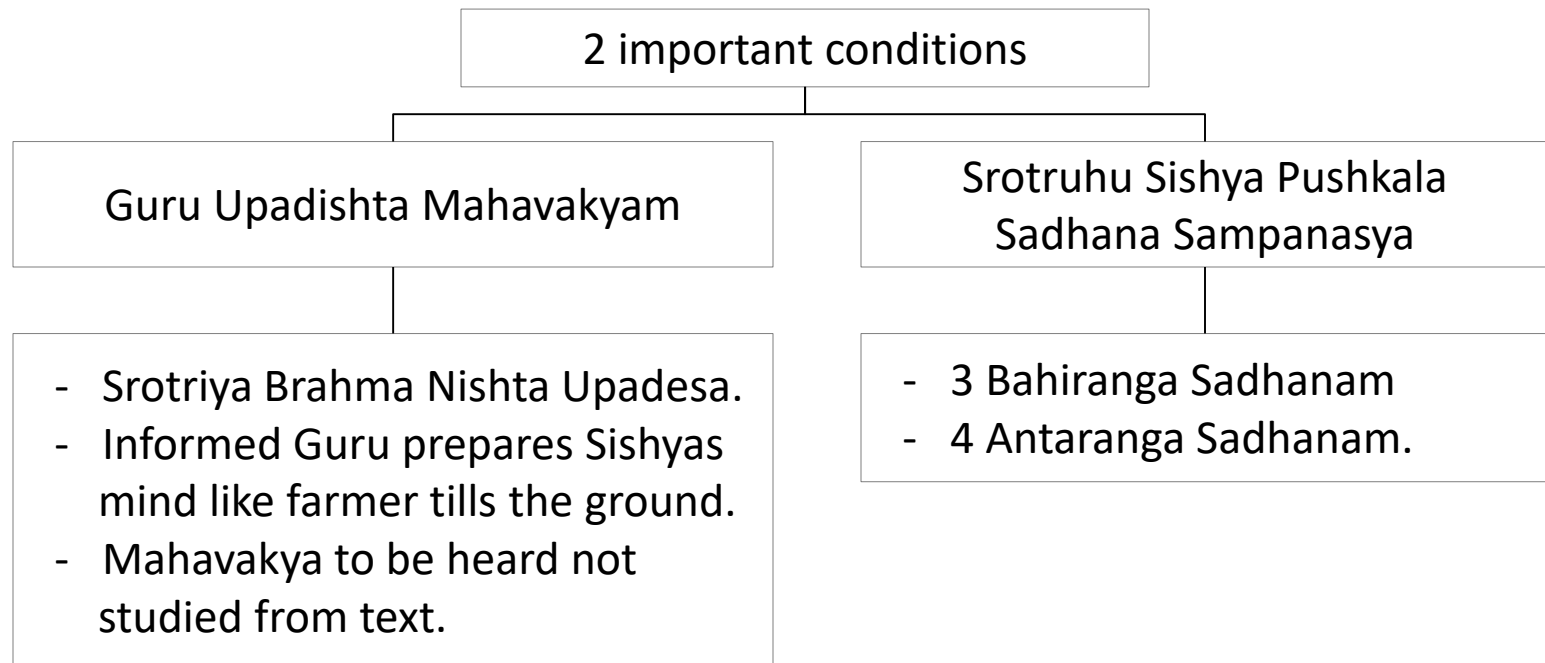 2 important conditions
Guru Upadishta Mahavakyam
Srotruhu Sishya Pushkala
Sadhana Sampanasya
- Srotriya Brahma Nishta Upadesa.
- Informed Guru prepares Sishyas
mind like farmer tills the ground.
- Mahavakya to be heard not
studied from text.
- 3 Bahiranga Sadhanam
- 4 Antaranga Sadhanam.